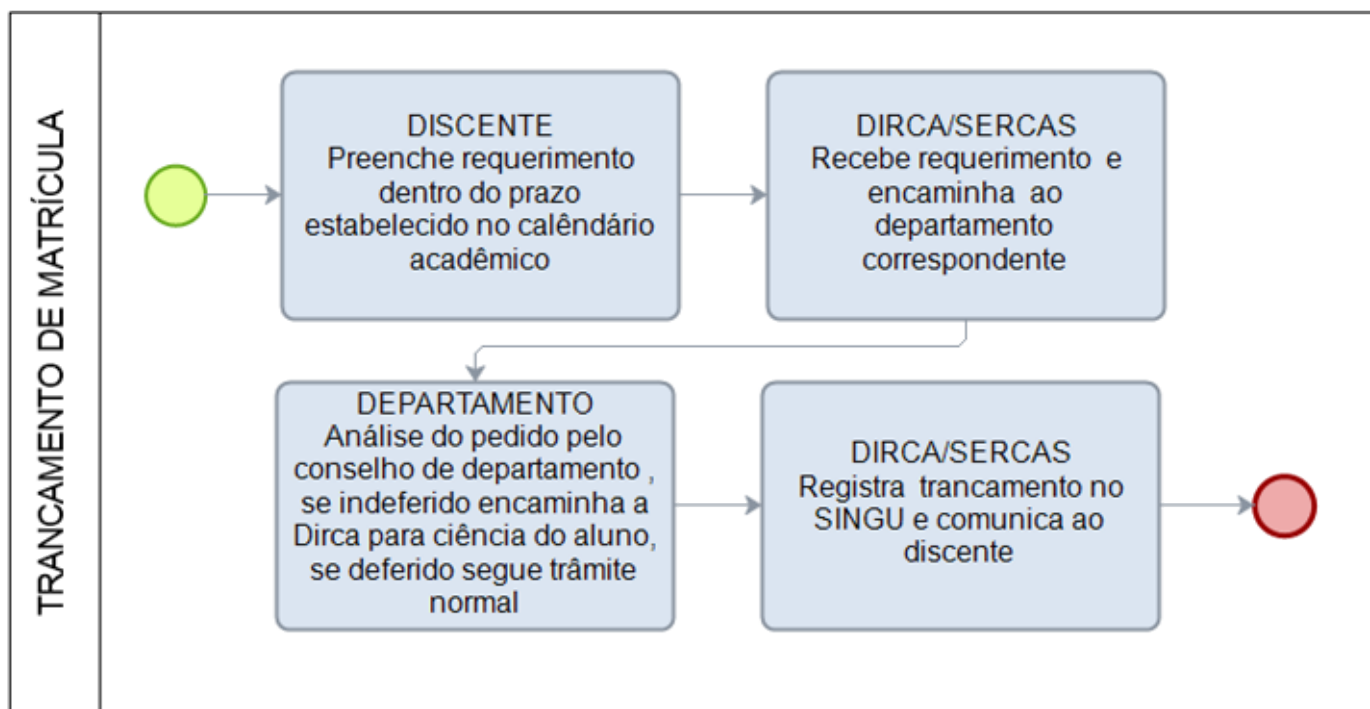 TRANCAMENTO DE MATRÍCULA
DISCENTE
Preenche requerimento
dentro do prazo
estabelecido no calêndário
acadêmico
DIRCA/SERCAS
Recebe requerimento e
encaminha ao
departamento
correspondente
DEPARTAMENTO
Análise do pedido pelo
conselho de departamento ,
se indeferido encaminha a
Dirca para ciência do aluno,
se deferido segue trâmite
normal
DIRCA/SERCAS
Registra trancamento no
SINGU e comunica ao
discente